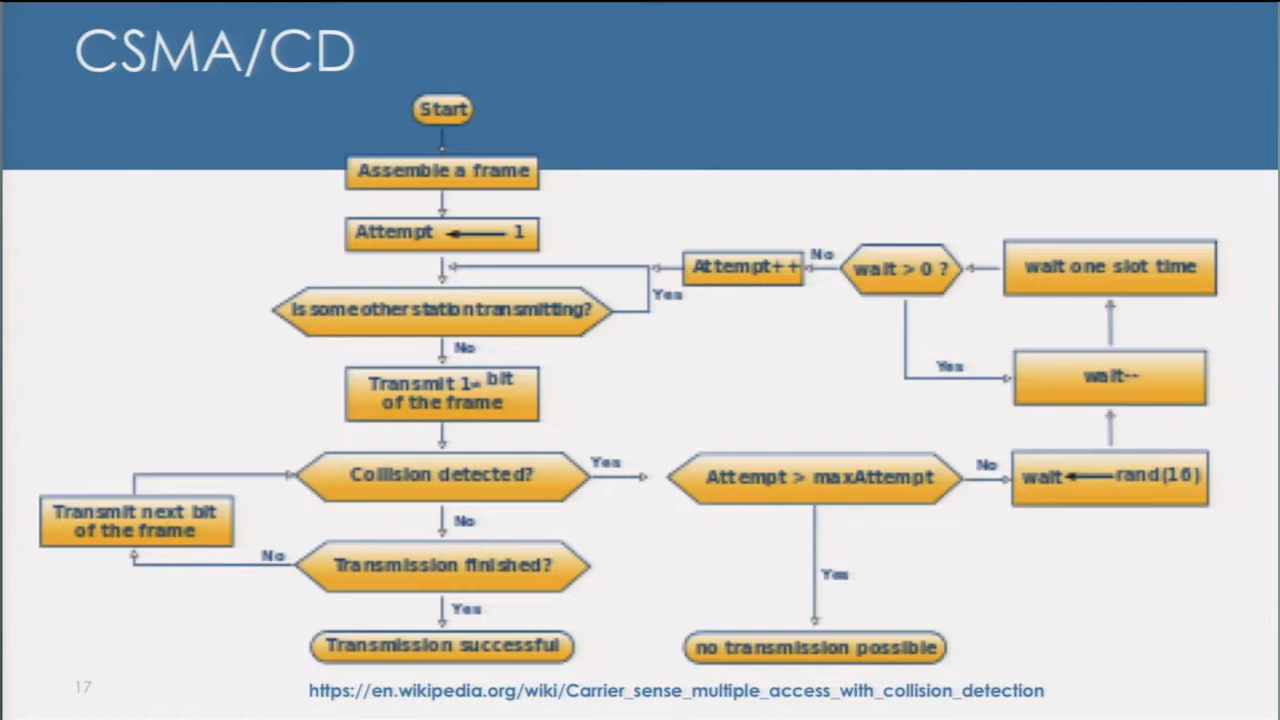 CSMA/CD
Start
Assemble a frame
Attempt 1
Is some other station transmitting?
Yes
No
Transmit 1st bit
of the frame
Collision detected?
Yes
No
Transmit next bit
of the frame
No
Transmission finished?
Yes
Transmission successful
Attempt++
No
wait > 0 ?
Yes
wait one slot time
wait--
wait rand(16)
No
Attempt > maxAttempt
Yes
no transmission possible
17
https://en.wikipedia.org/wiki/Carrier_sense_multiple_access_with_collision_detection